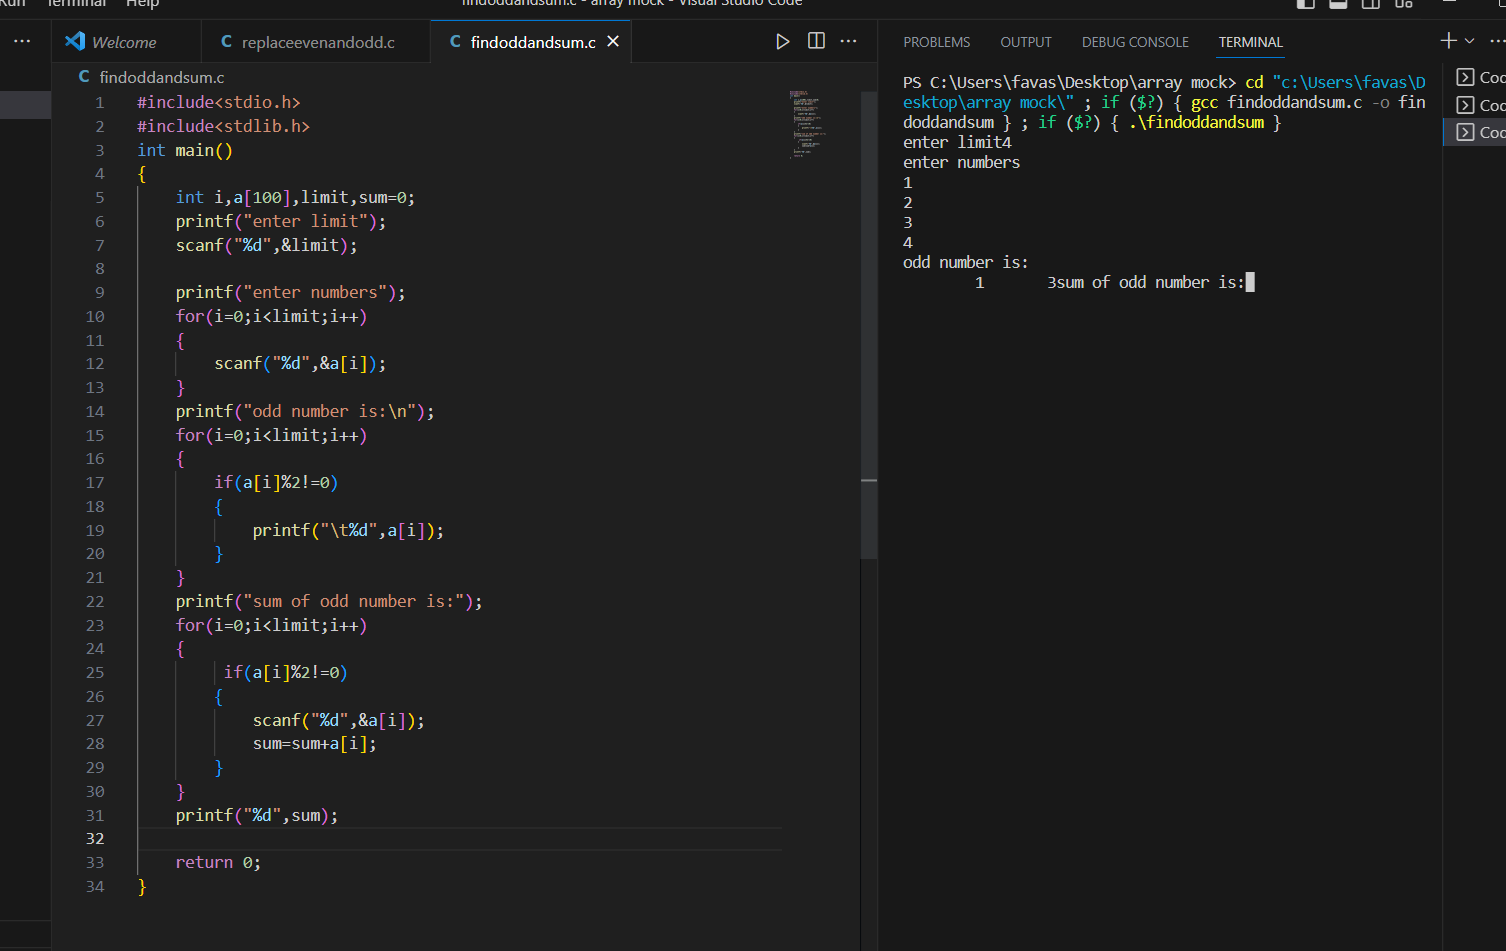 Run Terminal Help
findoddandsum.c - array mock - Visual Studio Code
Welcome
C replaceevenandodd.c
C findoddandsum.c
C findoddandsum.c
1 #include<stdio.h>
2 #include<stdlib.h>
3 int main()
4 {
5 int i,a[100],limit,sum=0;
6 printf("enter limit");
7 scanf("%d",&limit);
8
9 printf("enter numbers");
10 for(i=0;i<limit;i++)
11 {
12 scanf("%d",&a[i]);
13 }
14 printf("odd number is:\n");
15 for(i=0;i<limit;i++)
16 {
17 if(a[i]%2!=0)
18 {
19 printf("\t%d",a[i]);
20 }
21 }
22 printf("sum of odd number is:");
23 for(i=0;i<limit;i++)
24 {
25 if(a[i]%2!=0)
26 {
27 scanf("%d",&a[i]);
28 sum=sum+a[i];
29 }
30 }
31 printf("%d",sum);
32
33 return 0;
34 }
PROBLEMS OUTPUT DEBUG CONSOLE TERMINAL
PS C:\Users\favas\Desktop\array mock> cd "c:\Users\favas\D
esktop\array mock\" ; if ($?) { gcc findoddandsum.c -o fin
doddandsum } ; if ($?) { .\findoddandsum }
enter limit4
enter numbers
1
2
3
4
odd number is:
1 3sum of odd number is: